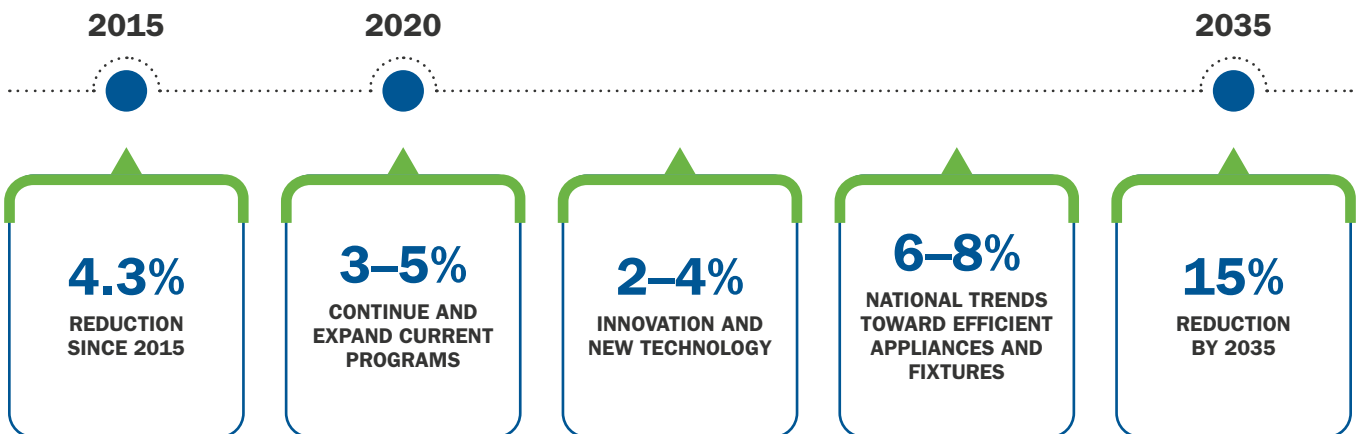 2015
2020
2035
4.3%
REDUCTION
SINCE 2015
3–5%
CONTINUE AND
EXPAND CURRENT
PROGRAMS
2–4%
INNOVATION AND
NEW TECHNOLOGY
6–8%
NATIONAL TRENDS
TOWARD EFFICIENT
APPLIANCES AND
FIXTURES
15%
REDUCTION
BY 2035